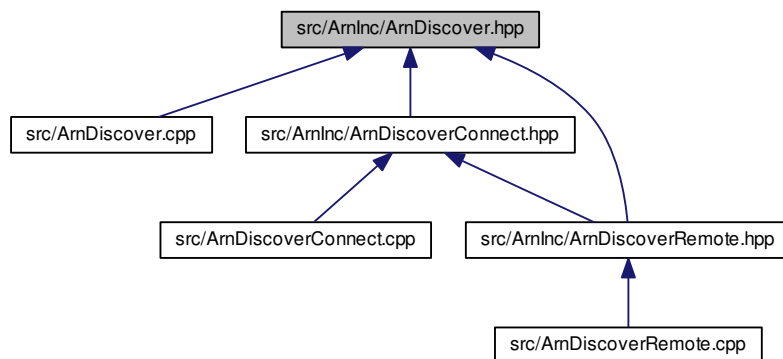 src/ArnInc/ArnDiscover.hpp
src/ArnDiscover.cpp
src/ArnInc/ArnDiscoverConnect.hpp
src/ArnDiscoverConnect.cpp
src/ArnInc/ArnDiscoverRemote.hpp
src/ArnDiscoverRemote.cpp